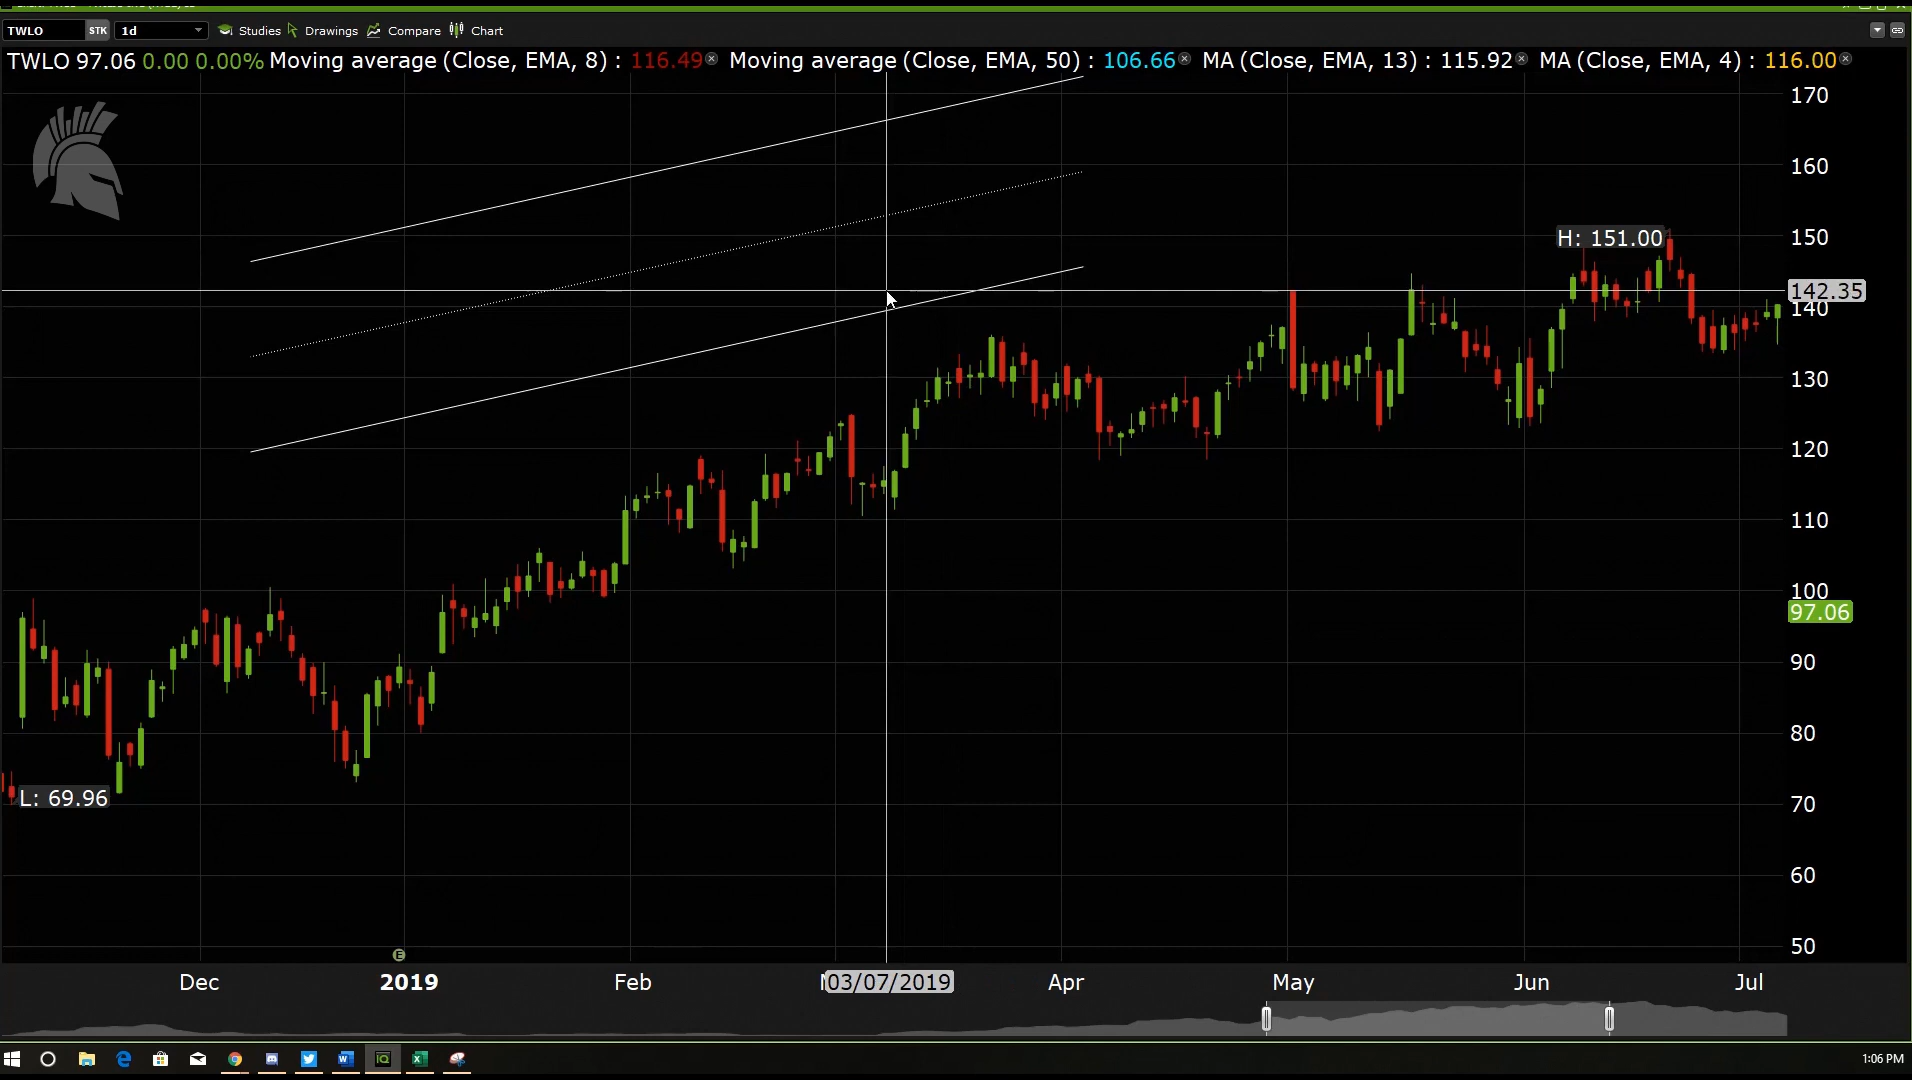 TWLO STK 1d Studies Drawings Compare Chart
TWLO 97.06 0.00 0.00% Moving average (Close, EMA, 8) : 116.49 Moving average (Close, EMA, 50) : 106.66 MA (Close, EMA, 13) : 115.92 MA (Close, EMA, 4) : 116.00
170
160
H: 151.00
150
142.35
140
130
120
110
100
97.06
90
80
L: 69.96
70
60
50
E
Dec 2019 Feb 03/07/2019 Apr May Jun Jul
IQ
1:06 PM